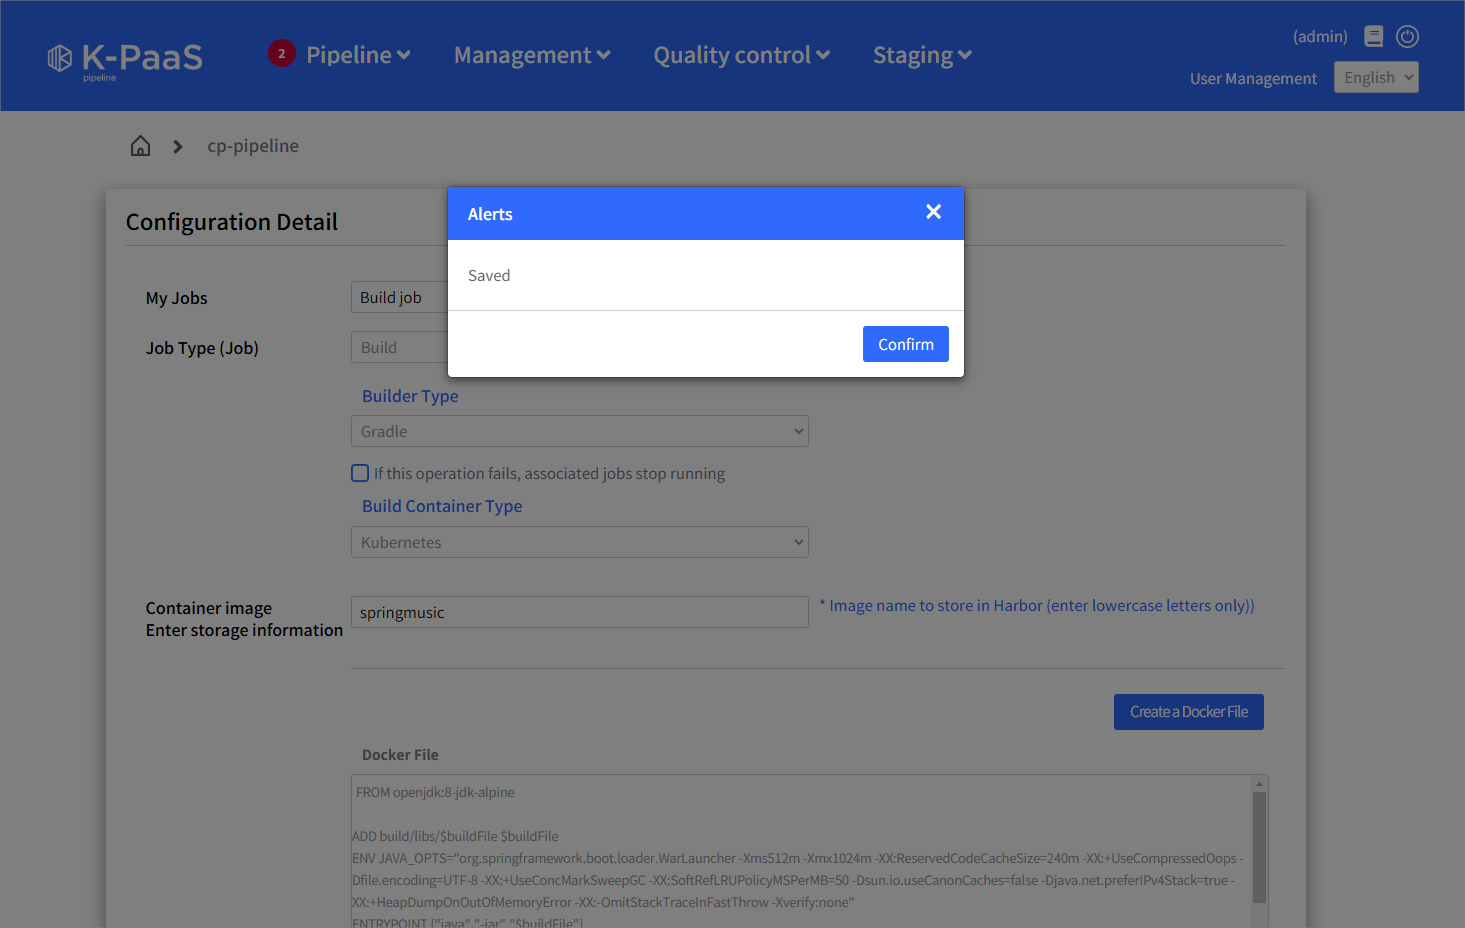 K-PaaS
pipeline
2
Pipeline
Management
Quality control
Staging
(admin)
User Management
English
cp-pipeline
Configuration Detail
Alerts
Saved
Confirm
My Jobs
Build job
Job Type (Job)
Build
Builder Type
Gradle
If this operation fails, associated jobs stop running
Build Container Type
Kubernetes
Container image
Enter storage information
springmusic
* Image name to store in Harbor (enter lowercase letters only))
Create a Docker File
Docker File
FROM openjdk:8-jdk-alpine
ADD build/libs/$buildFile $buildFile
ENV JAVA_OPTS="org.springframework.boot.loader.WarLauncher -Xms512m -Xmx1024m -XX:ReservedCodeCacheSize=240m -XX:+UseCompressedOops -
Dfile.encoding=UTF-8 -XX:+UseConcMarkSweepGC -XX:SoftRefLRUPolicyMSPerMB=50 -Dsun.io.useCanonCaches=false -Djava.net.preferIPv4Stack=true -
XX:+HeapDumpOnOutOfMemoryError -XX:-OmitStackTraceInFastThrow -Xverify:none"
ENTRYPOINT ["java","-jar","$buildFile"]